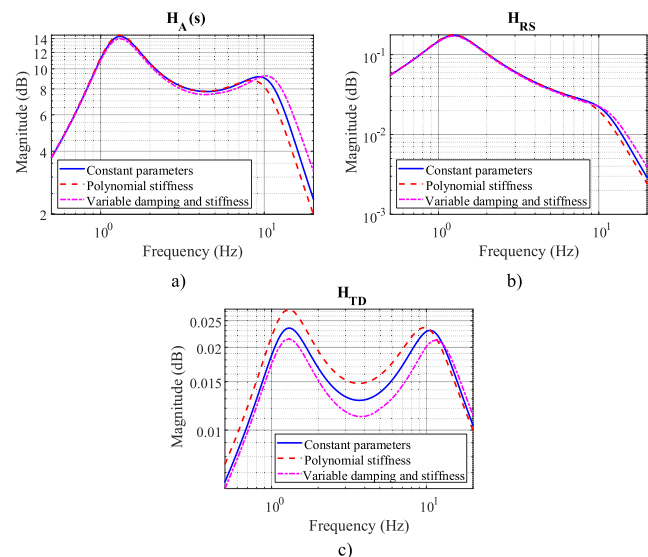 H_A(s)
14
12
10
8
6
4
2
Magnitude (dB)
Constant parameters
Polynomial stiffness
Variable damping and stiffness
10^0
10^1
Frequency (Hz)
a)
H_RS
10^-1
10^-2
10^-3
Magnitude (dB)
Constant parameters
Polynomial stiffness
Variable damping and stiffness
10^0
10^1
Frequency (Hz)
b)
H_TD
0.025
0.02
0.015
0.01
Magnitude (dB)
Constant parameters
Polynomial stiffness
Variable damping and stiffness
10^0
10^1
Frequency (Hz)
c)